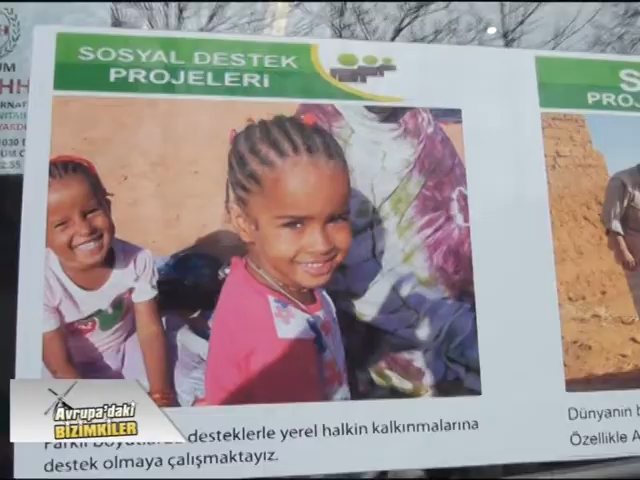 SOSYAL DESTEK
PROJELERİ
desteklerle yerel halkın kalkınmalarına
destek olmaya çalışmaktayız.
PROJ
Dünyanın b
Özellikle A
Avrupa'daki
BİZİMKİLER